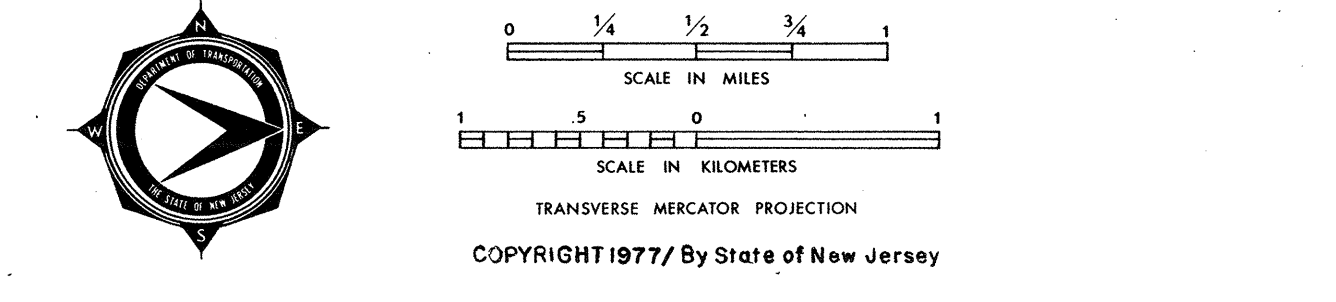 N
DEPARTMENT OF TRANSPORTATION
W
E
THE STATE OF NEW JERSEY
S
0 1/4 1/2 3/4 1
SCALE IN MILES
1 .5 0 1
SCALE IN KILOMETERS
TRANSVERSE MERCATOR PROJECTION
COPYRIGHT 1977/ By State of New Jersey